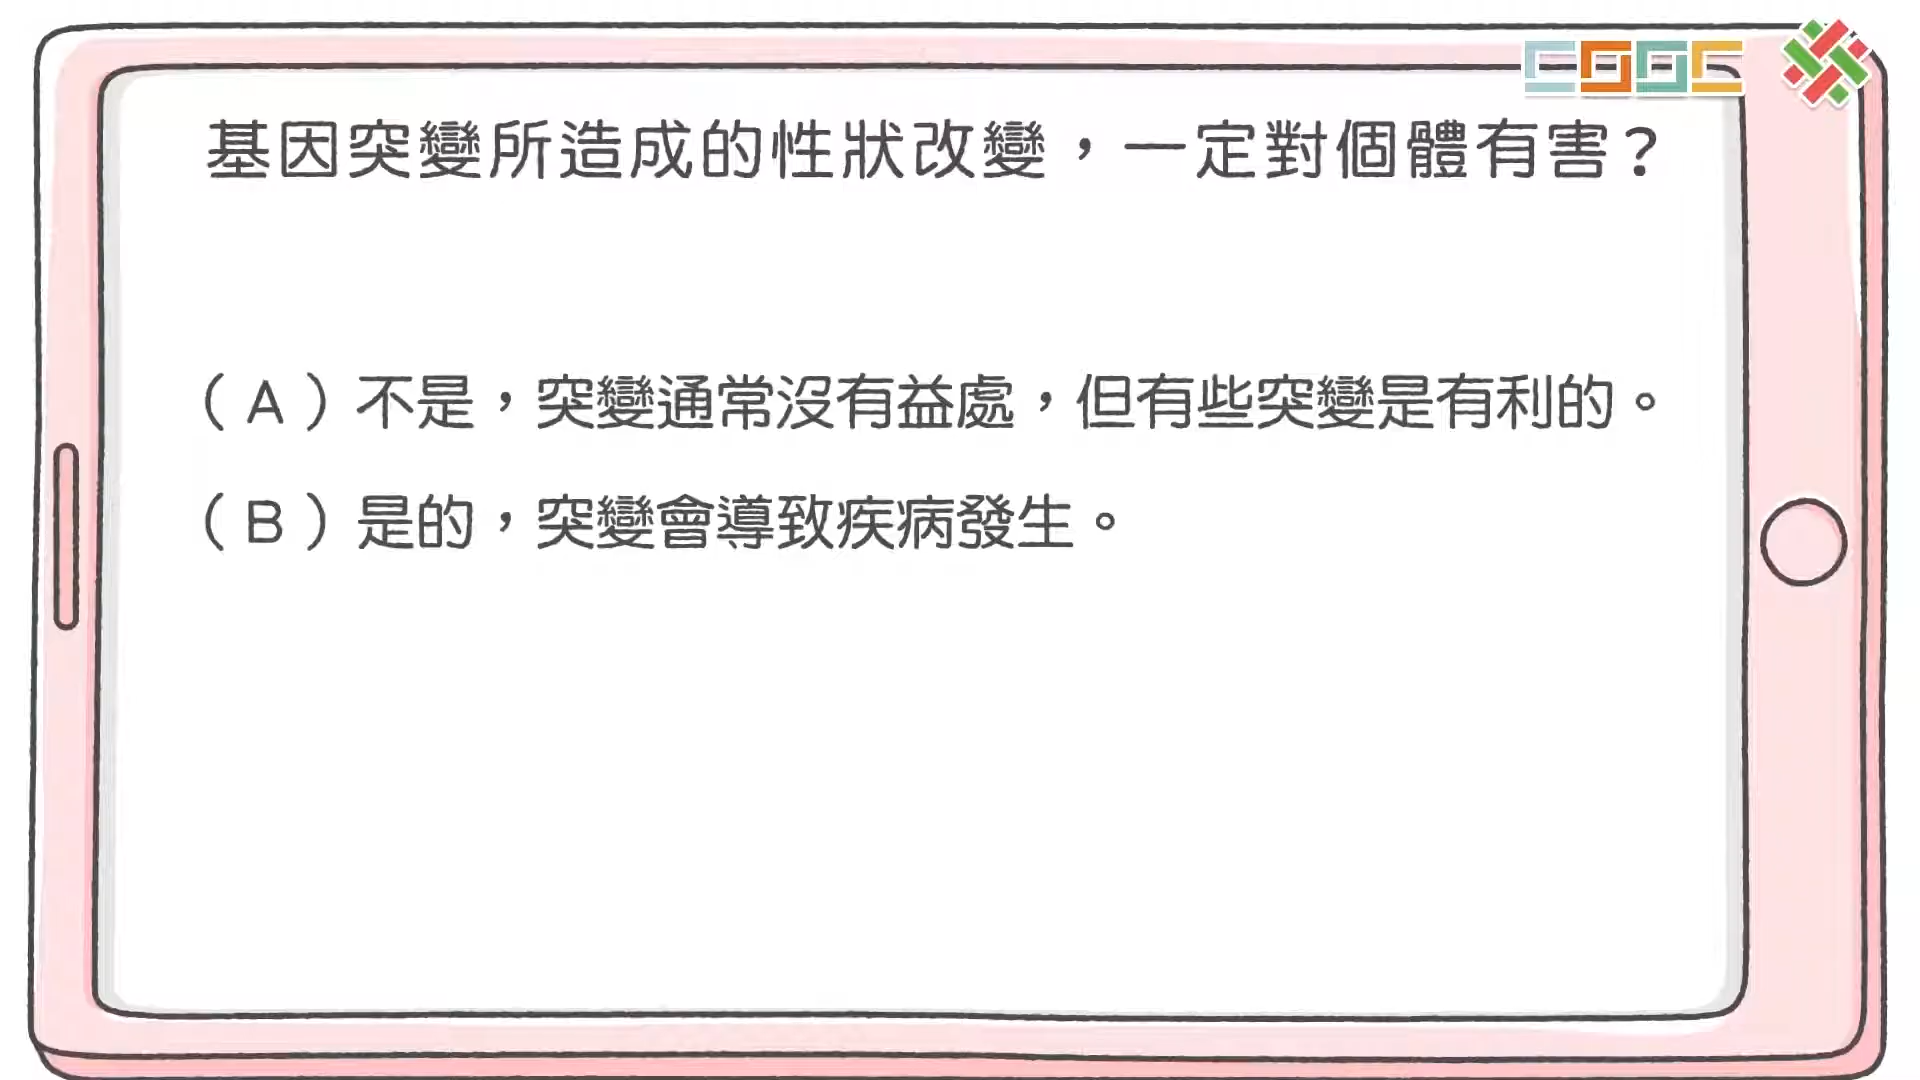 基因突變所造成的性狀改變，一定對個體有害？
（A）不是，突變通常沒有益處，但有些突變是有利的。
（B）是的，突變會導致疾病發生。